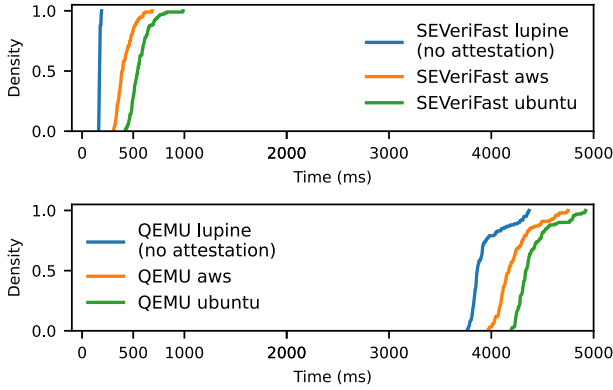 1.0
0.5
0.0
Density
SEVeriFast lupine
(no attestation)
SEVeriFast aws
SEVeriFast ubuntu
0 500 1000 2000 2000 3000 4000 5000
Time (ms)
1.0
0.5
0.0
Density
QEMU lupine
(no attestation)
QEMU aws
QEMU ubuntu
0 500 1000 2000 2000 3000 4000 5000
Time (ms)